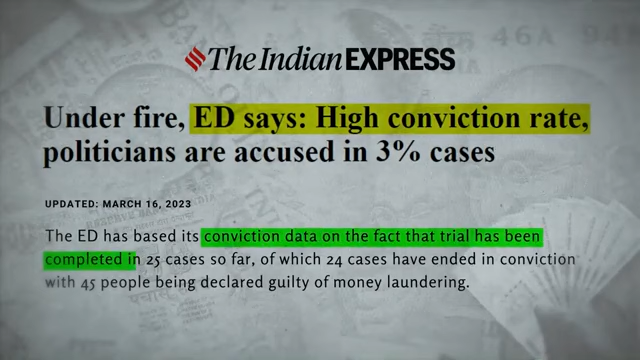 The Indian EXPRESS
Under fire, ED says: High conviction rate,
politicians are accused in 3% cases
UPDATED: MARCH 16, 2023
The ED has based its conviction data on the fact that trial has been
completed in 25 cases so far, of which 24 cases have ended in conviction
with 45 people being declared guilty of money laundering.